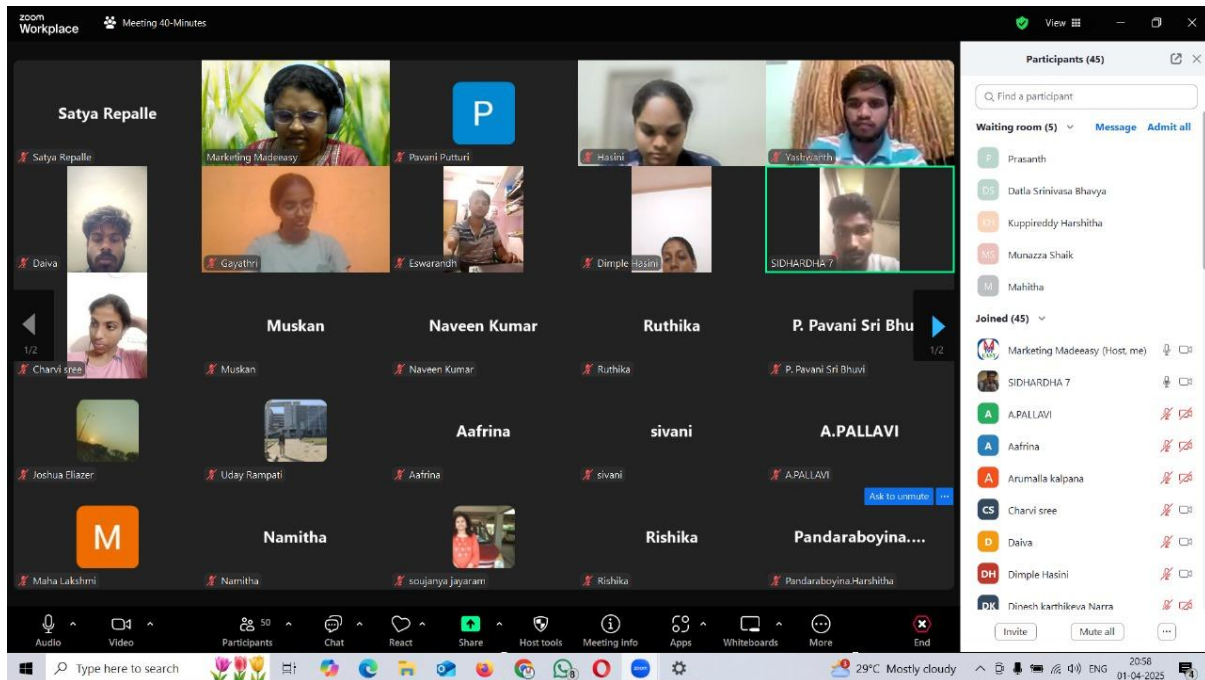 zoom
Workplace
Meeting 40-Minutes
View
Satya Repalle
Satya Repalle
Marketing Madeeasy
P
Pavani Putturi
Hasini
Yashwanth
Daiva
Gayathri
Eswarandh
Dimple Hasini
SIDHARDHA 7
1/2
Charvi sree
Muskan
Muskan
Naveen Kumar
Naveen Kumar
Ruthika
Ruthika
P. Pavani Sri Bhu
P. Pavani Sri Bhuvi
1/2
Joshua Eliazer
Uday Rampati
Aafrina
Aafrina
sivani
sivani
A.PALLAVI
A.PALLAVI
Ask to unmute
M
Maha Lakshmi
Namitha
Namitha
soujanya jayaram
Rishika
Rishika
Pandaraboyina....
Pandaraboyina.Harshitha
Participants (45)
Find a participant
Waiting room (5) Message Admit all
P Prasanth
DS Datla Srinivasa Bhavya
KH Kuppireddy Harshitha
MS Munazza Shaik
M Mahitha
Joined (45)
Marketing Madeeasy (Host, me)
SIDHARDHA 7
A A.PALLAVI
A Aafrina
A Arumalla kalpana
CS Charvi sree
D Daiva
DH Dimple Hasini
DK Dinesh karthikeya Narra
Invite Mute all
Audio Video Participants 50 Chat React Share Host tools Meeting info Apps Whiteboards More End
Type here to search
29°C Mostly cloudy ENG 20:58
01-04-2025